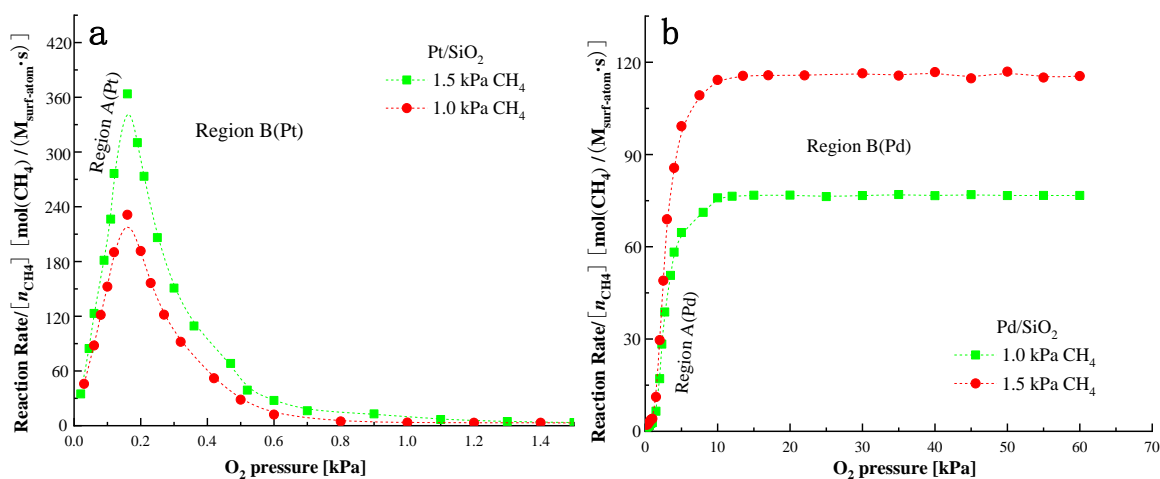 a
Pt/SiO₂
1.5 kPa CH₄
1.0 kPa CH₄
Region A(Pt)
Region B(Pt)
Reaction Rate/[n_CH4] [mol(CH₄)/(M_surf-atom·s)]
420
360
300
240
180
120
60
0
0.0 0.2 0.4 0.6 0.8 1.0 1.2 1.4
O₂ pressure [kPa]
b
Region B(Pd)
Region A(Pd)
Pd/SiO₂
1.0 kPa CH₄
1.5 kPa CH₄
Reaction Rate/[n_CH4] [mol(CH₄)/(M_surf-atom·s)]
120
90
60
30
0
0 10 20 30 40 50 60 70
O₂ pressure [kPa]